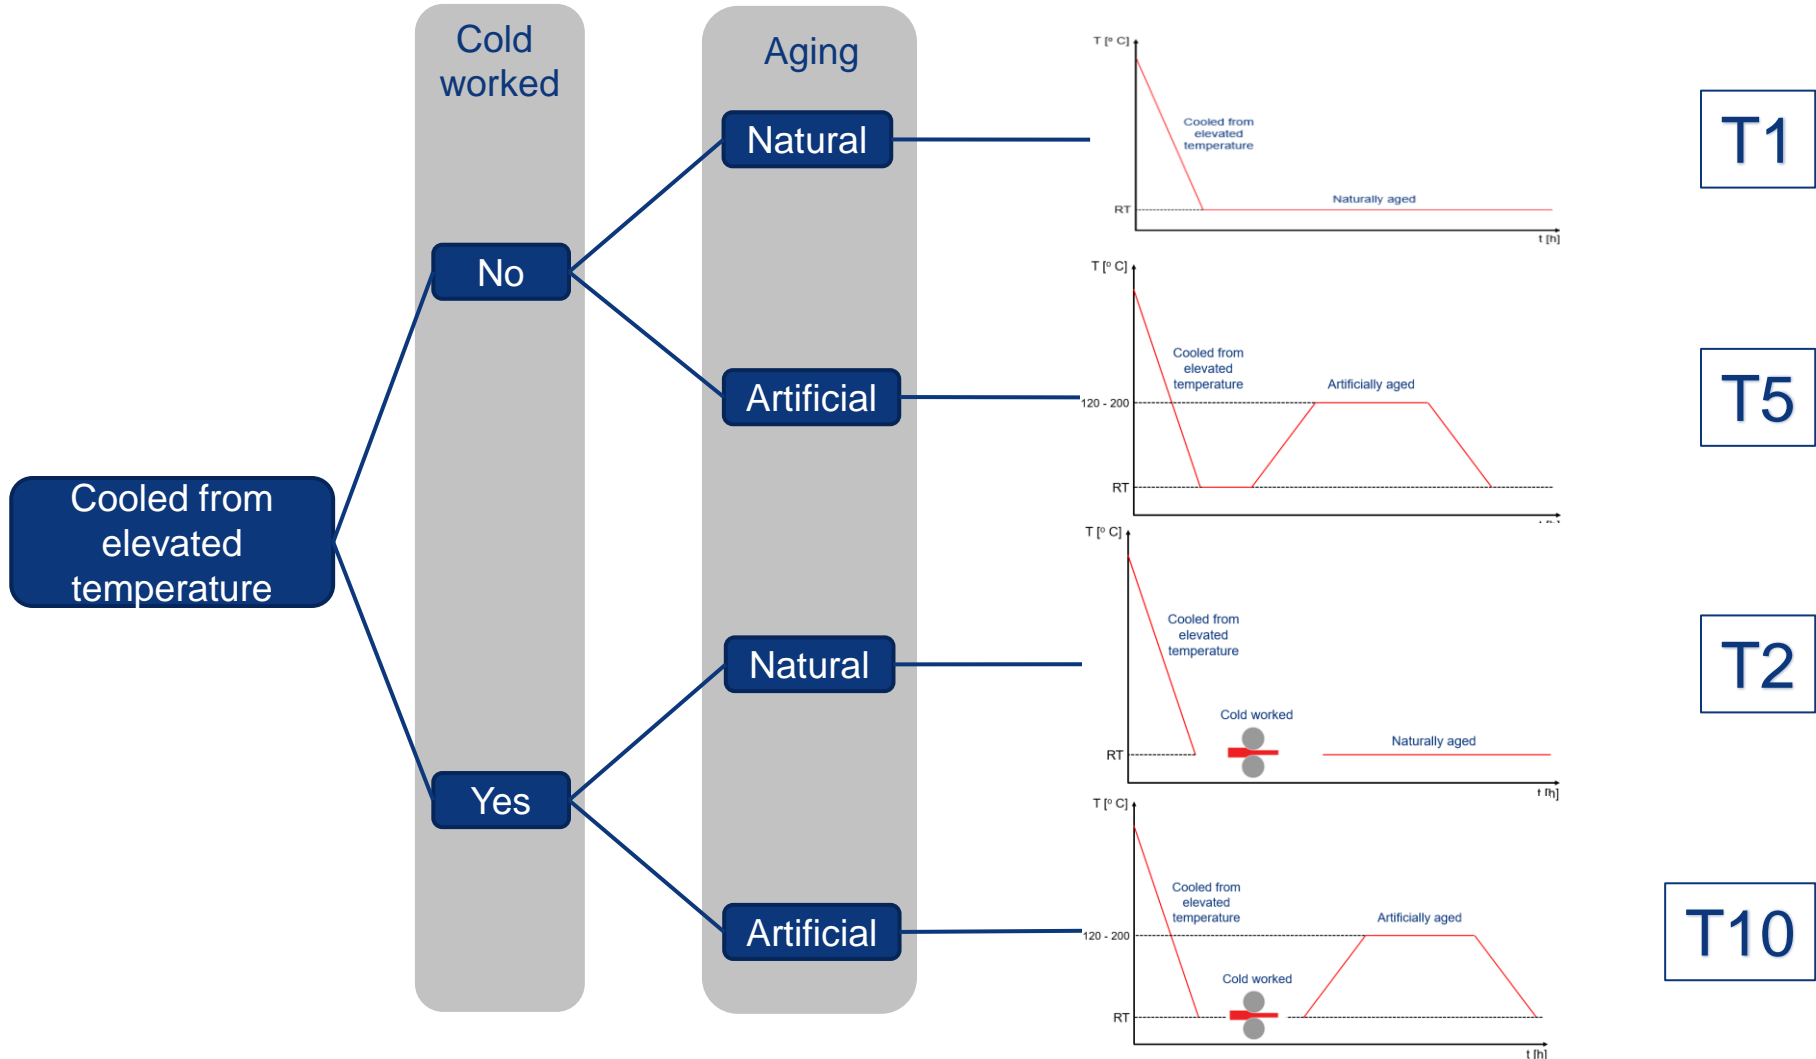 Cold
worked
Aging
Cooled from
elevated
temperature
No
Yes
Natural
Artificial
Natural
Artificial
T [º C]
Cooled from
elevated
temperature
Naturally aged
RT
t [h]
T1
T [º C]
Cooled from
elevated
temperature
Artificially aged
120 - 200
RT
t [h]
T5
T [º C]
Cooled from
elevated
temperature
Cold worked
Naturally aged
RT
t [h]
T2
T [º C]
Cooled from
elevated
temperature
Artificially aged
120 - 200
Cold worked
RT
t [h]
T10